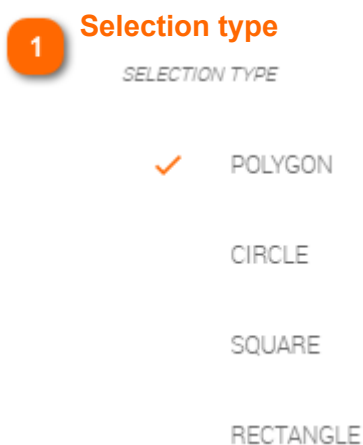 1
Selection type
SELECTION TYPE
POLYGON
CIRCLE
SQUARE
RECTANGLE